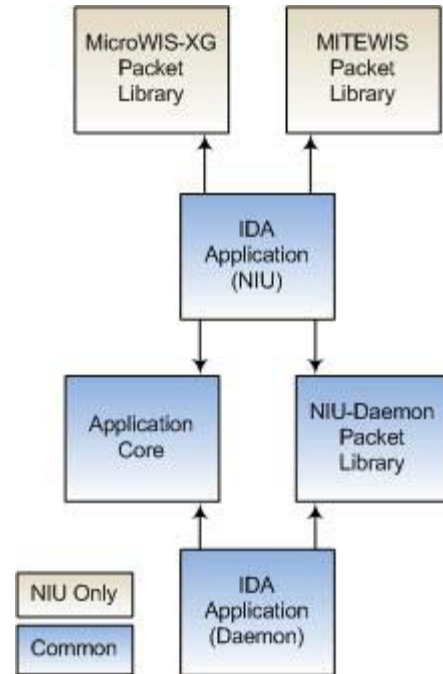 MicroWIS-XG
Packet
Library
MITEWIS
Packet
Library
IDA
Application
(NIU)
Application
Core
NIU-Daemon
Packet
Library
IDA
Application
(Daemon)
NIU Only
Common